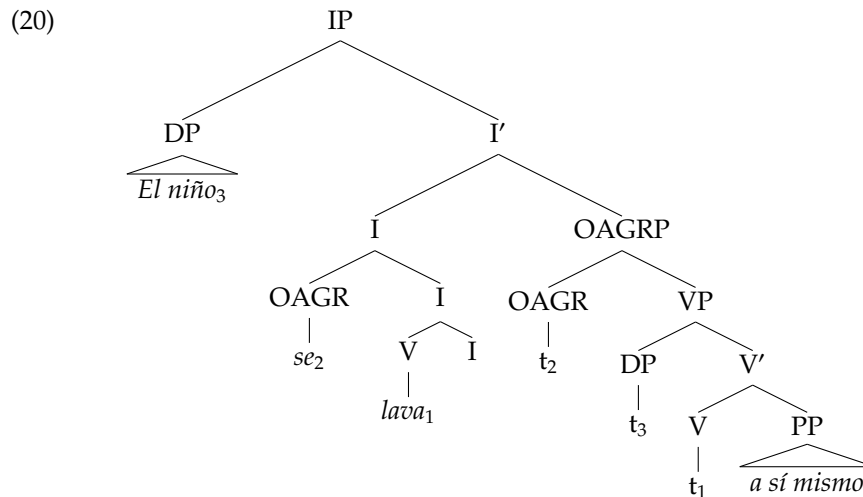 (20) IP
DP I′
El niño3
I OAGRP
OAGR I OAGR VP
se2 V I t2 DP V′
lava1 t3 V PP
t1 a sí mismo